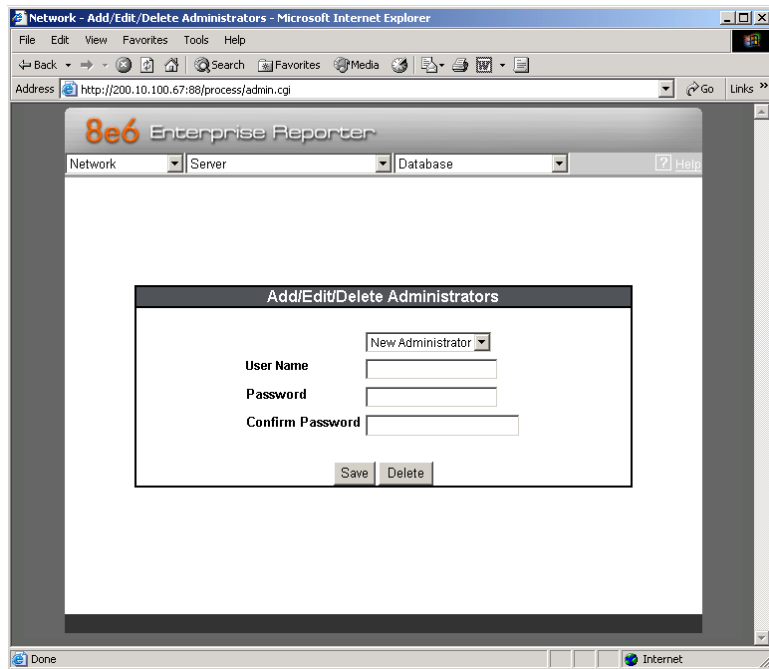 Network - Add/Edit/Delete Administrators - Microsoft Internet Explorer
File Edit View Favorites Tools Help
Back Search Favorites Media
Address http://200.10.100.67:88/process/admin.cgi Go Links »
8e6 Enterprise Reporter
Network Server Database ? Help
Add/Edit/Delete Administrators
New Administrator
User Name
Password
Confirm Password
Save Delete
Done Internet